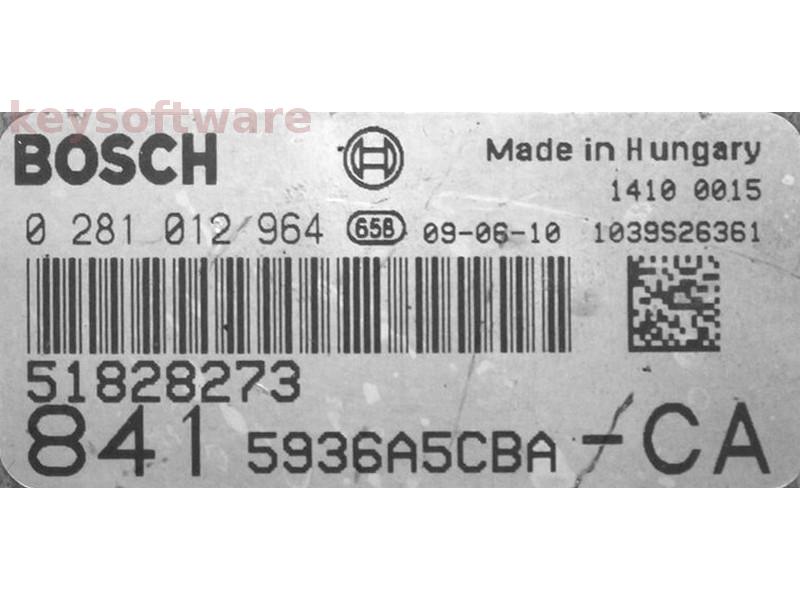 keysoftware
BOSCH Made in Hungary
1410 0015
0 281 012 964 658 09-06-10 1039S26361
51828273
841 5936A5CBA -CA